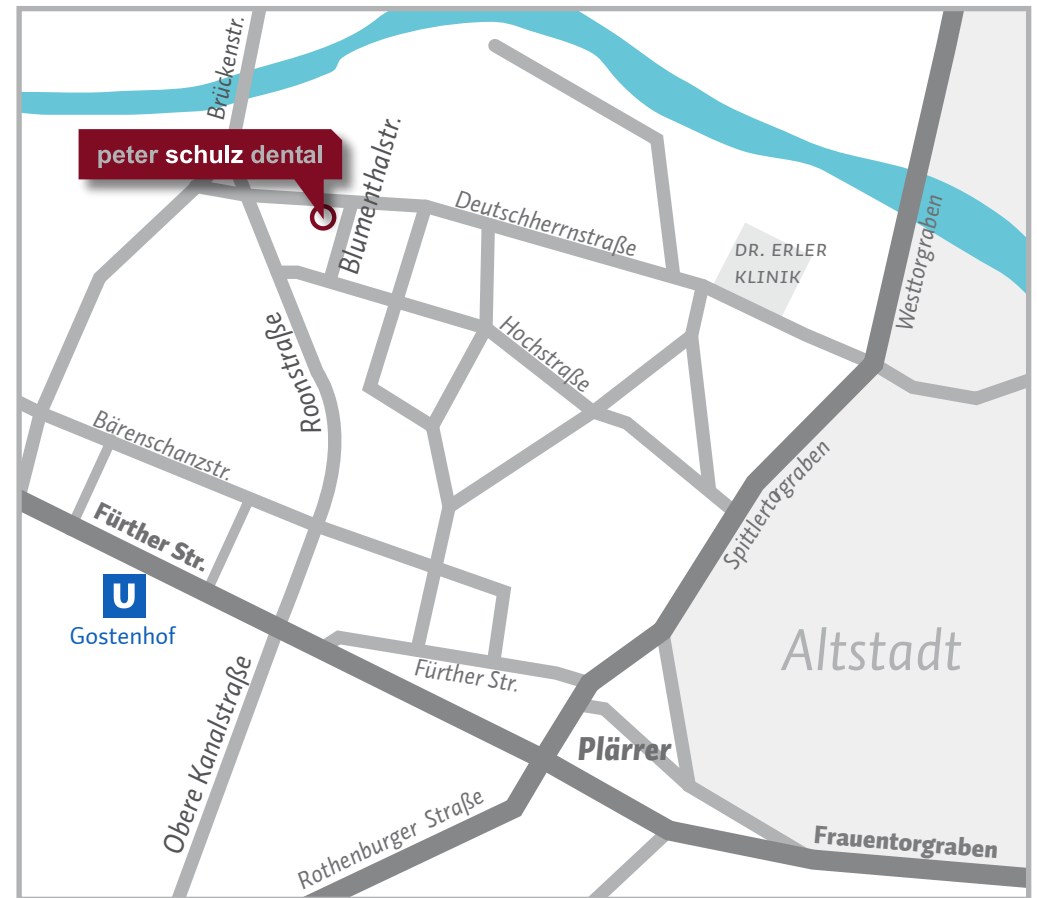 Brückenstr.
peter schulz dental
Blumenthalstr.
Deutschherrnstraße
DR. ERLER
KLINIK
Westtorgraben
Roonstraße
Hochstraße
Bärenschanzstr.
Fürther Str.
Spittlertorgraben
U
Gostenhof
Altstadt
Fürther Str.
Obere Kanalstraße
Plärrer
Rothenburger Straße
Frauentorgraben